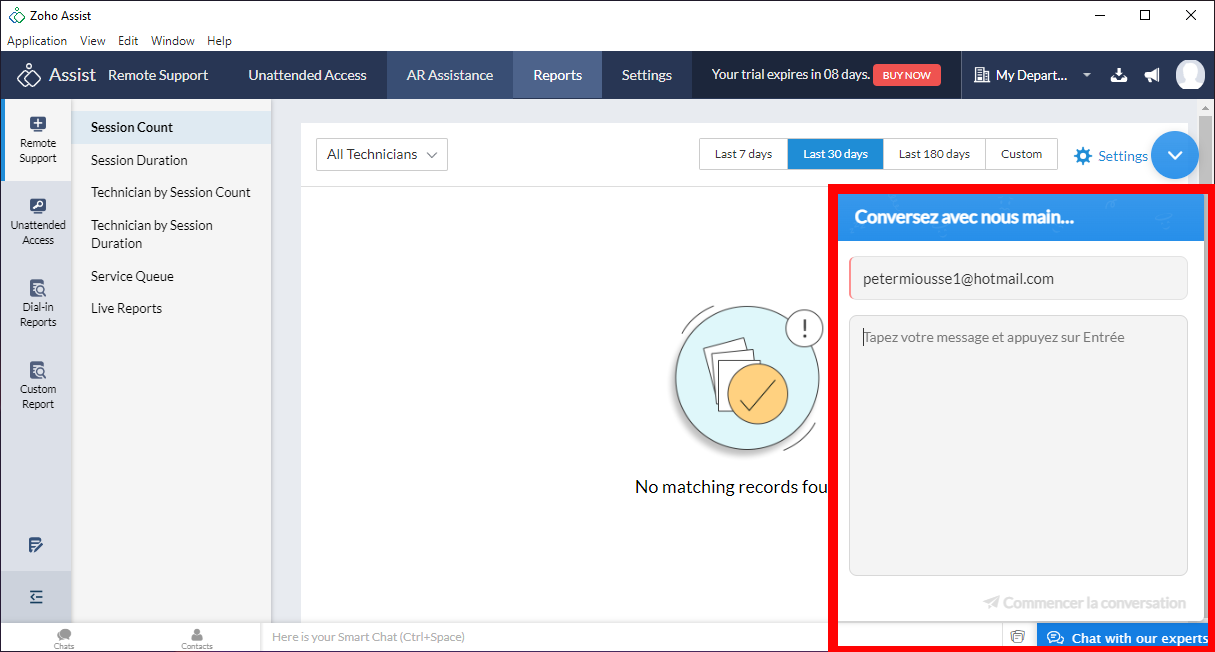 Zoho Assist
Application View Edit Window Help
Assist Remote Support Unattended Access AR Assistance Reports Settings Your trial expires in 08 days. BUY NOW My Depart...
Remote
Support
Unattended
Access
Dial-in
Reports
Custom
Report
Session Count
Session Duration
Technician by Session Count
Technician by Session
Duration
Service Queue
Live Reports
All Technicians
Last 7 days Last 30 days Last 180 days Custom Settings
No matching records fou
Conversez avec nous main...
petermiousse1@hotmail.com
Tapez votre message et appuyez sur Entrée
Commencer la conversation
Chats
Contacts
Here is your Smart Chat (Ctrl+Space)
Chat with our experts